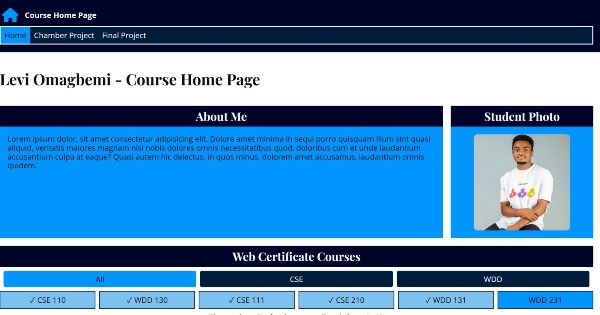 Course Home Page
Home Chamber Project Final Project
Levi Omagbemi - Course Home Page
About Me
Lorem ipsum dolor, sit amet consectetur adipisicing elit. Dolore amet minima in sequi porro quisquam illum sint quasi
aliquid, veritatis maiores magnam nisi nobis dolores omnis necessitatibus quod, doloribus cum et unde laudantium
accusantium culpa at eaque? Quasi autem hic delectus, in quos minus, dolorem amet accusamus, laudantium omnis
quidem.
Student Photo
Web Certificate Courses
All CSE WDD
✓ CSE 110 ✓ WDD 130 ✓ CSE 111 ✓ CSE 210 ✓ WDD 131 WDD 231